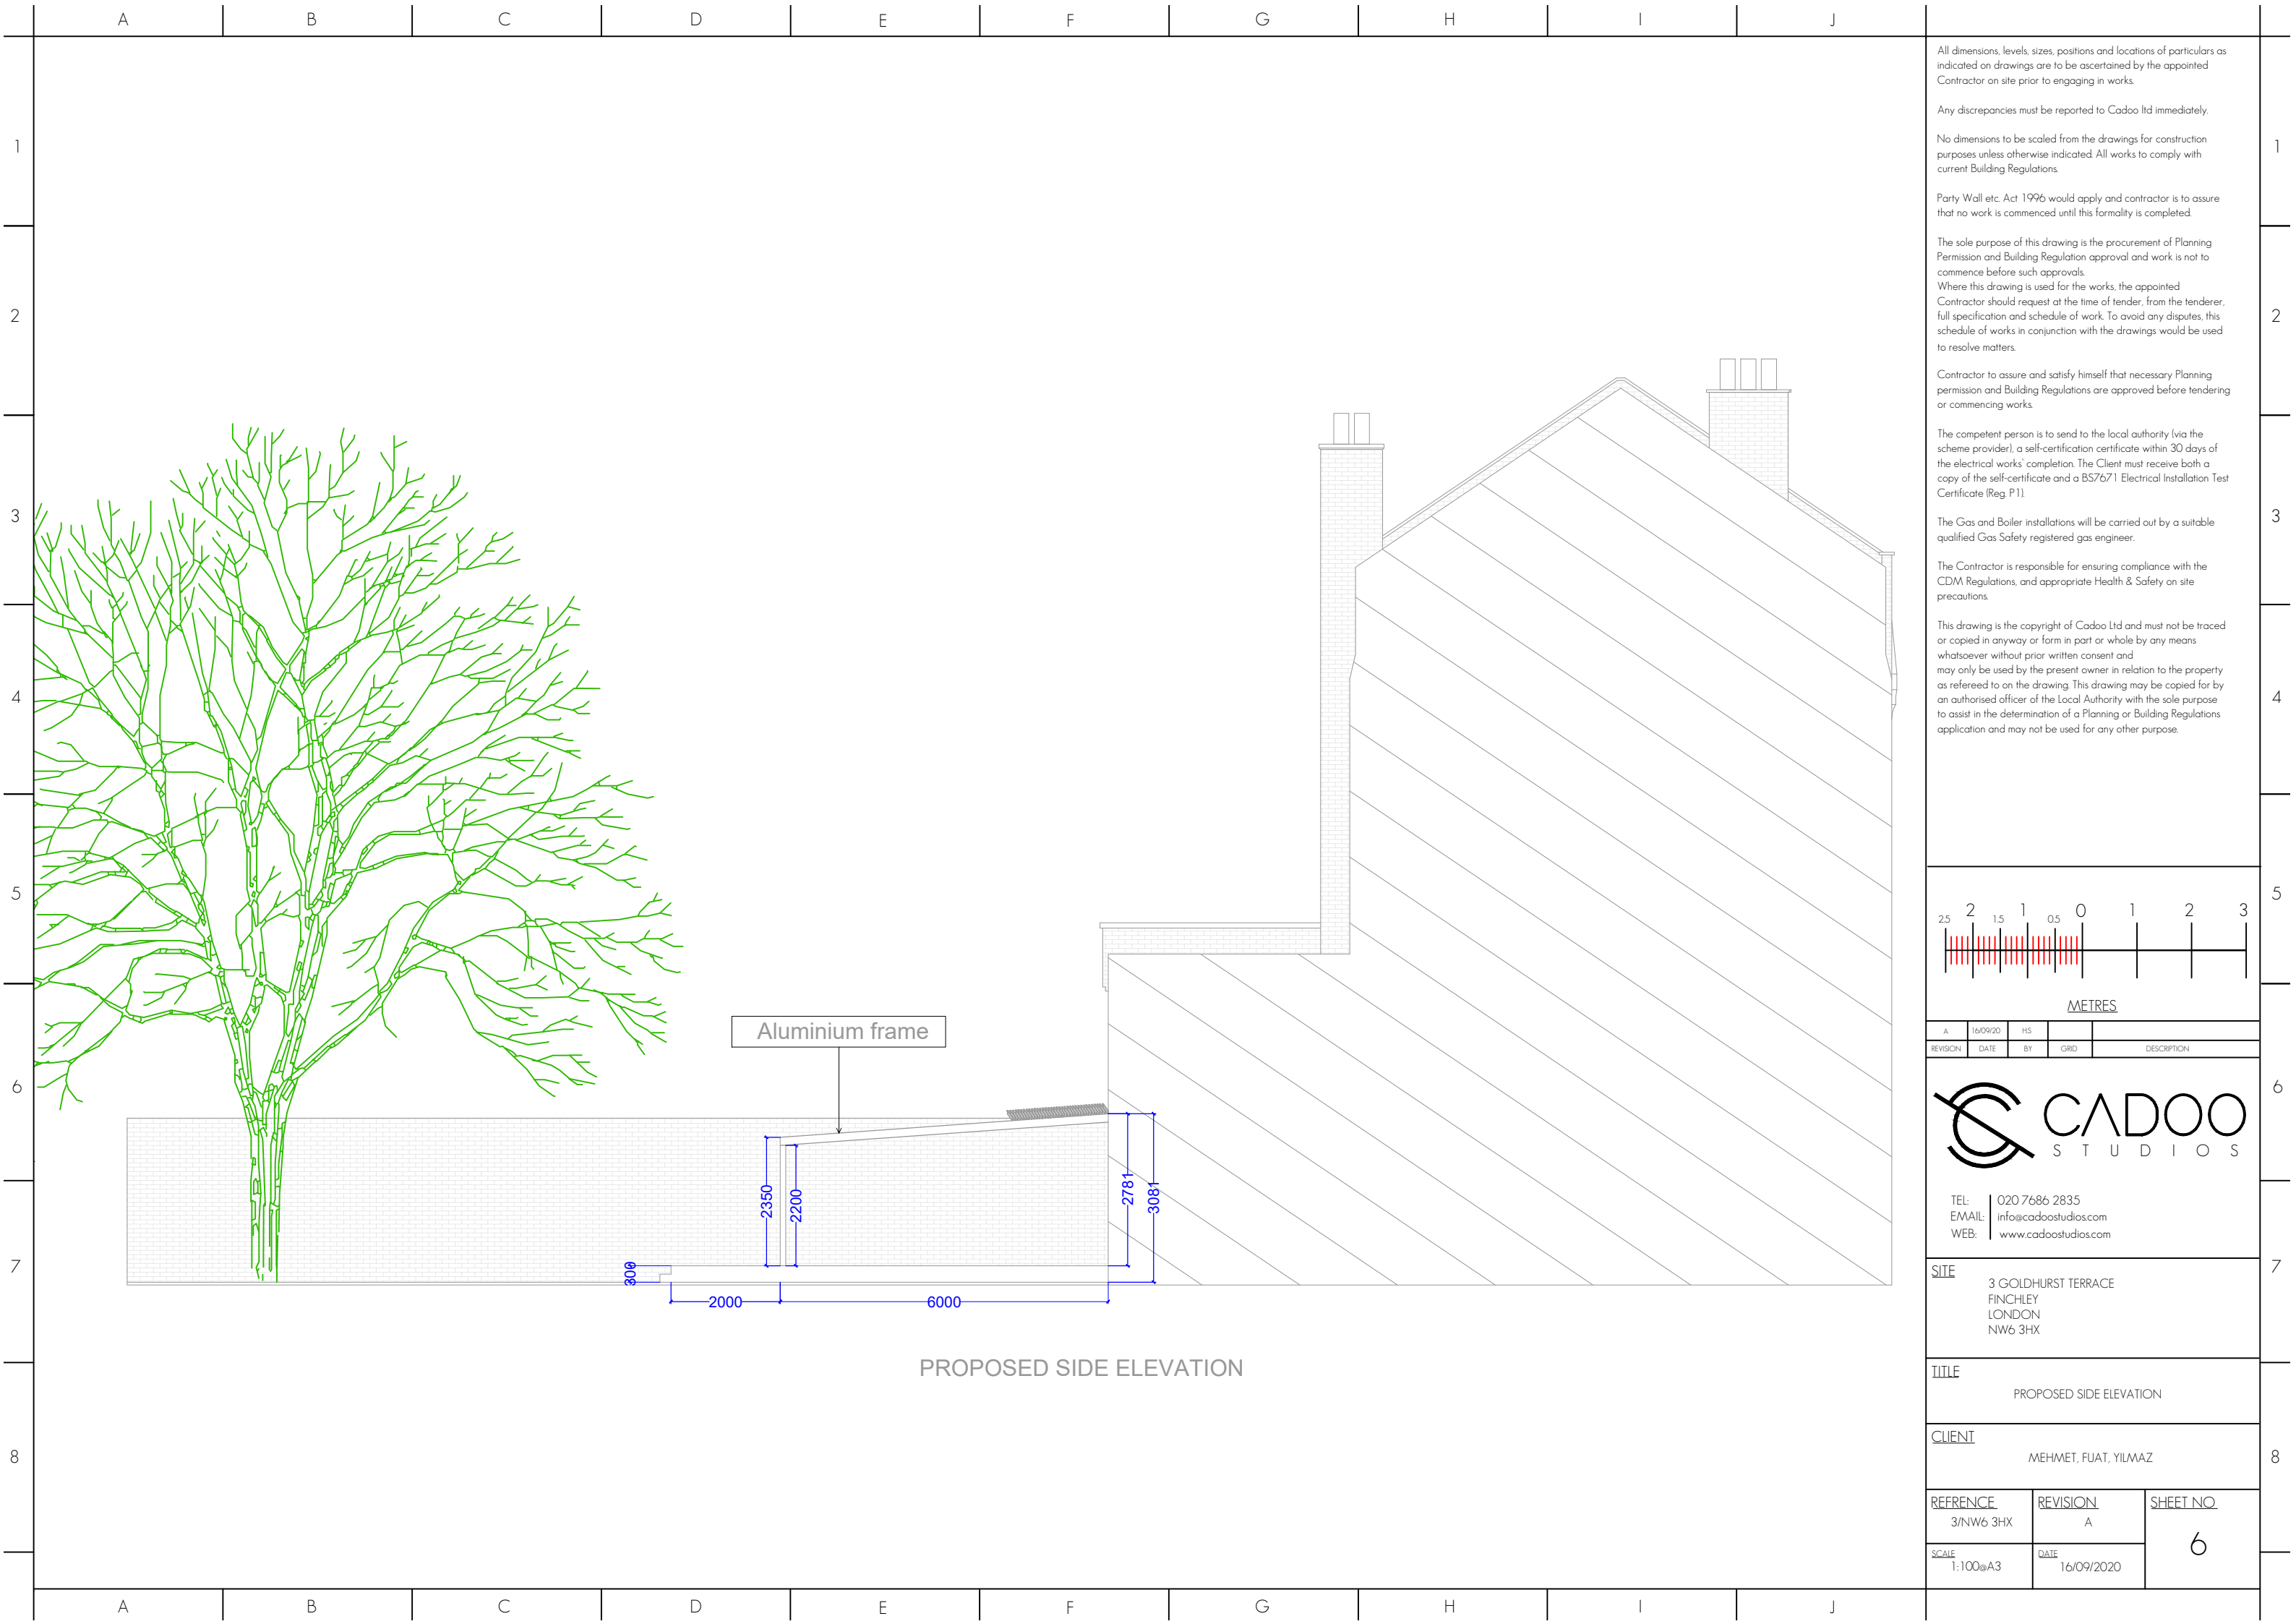 A B C D E F G H I J
1 1
2 2
3 3
4 4
5 5
6 6
7 7
8 8
Aluminium frame
2350
2200
2781
3081
300
2000
6000
PROPOSED SIDE ELEVATION
A B C D E F G H I J
All dimensions, levels, sizes, positions and locations of particulars as
indicated on drawings are to be ascertained by the appointed
Contractor on site prior to engaging in works.
Any discrepancies must be reported to Cadoo ltd immediately.
No dimensions to be scaled from the drawings for construction
purposes unless otherwise indicated. All works to comply with
current Building Regulations.
Party Wall etc. Act 1996 would apply and contractor is to assure
that no work is commenced until this formality is completed.
The sole purpose of this drawing is the procurement of Planning
Permission and Building Regulation approval and work is not to
commence before such approvals.
Where this drawing is used for the works, the appointed
Contractor should request at the time of tender, from the tenderer,
full specification and schedule of work. To avoid any disputes, this
schedule of works in conjunction with the drawings would be used
to resolve matters.
Contractor to assure and satisfy himself that necessary Planning
permission and Building Regulations are approved before tendering
or commencing works.
The competent person is to send to the local authority (via the
scheme provider), a self-certification certificate within 30 days of
the electrical works' completion. The Client must receive both a
copy of the self-certificate and a BS7671 Electrical Installation Test
Certificate (Reg. P1).
The Gas and Boiler installations will be carried out by a suitable
qualified Gas Safety registered gas engineer.
The Contractor is responsible for ensuring compliance with the
CDM Regulations, and appropriate Health & Safety on site
precautions.
This drawing is the copyright of Cadoo Ltd and must not be traced
or copied in anyway or form in part or whole by any means
whatsoever without prior written consent and
may only be used by the present owner in relation to the property
as refereed to on the drawing. This drawing may be copied for by
an authorised officer of the Local Authority with the sole purpose
to assist in the determination of a Planning or Building Regulations
application and may not be used for any other purpose.
2.5 2 1.5 1 0.5 0 1 2 3
METRES
A 16/09/20 HS
REVISION DATE BY GRID DESCRIPTION
CADOO
STUDIOS
TEL: 020 7686 2835
EMAIL: info@cadoostudios.com
WEB: www.cadoostudios.com
SITE
3 GOLDHURST TERRACE
FINCHLEY
LONDON
NW6 3HX
TITLE
PROPOSED SIDE ELEVATION
CLIENT
MEHMET, FUAT, YILMAZ
REFRENCE REVISION SHEET NO
3/NW6 3HX A 6
SCALE DATE
1:100@A3 16/09/2020